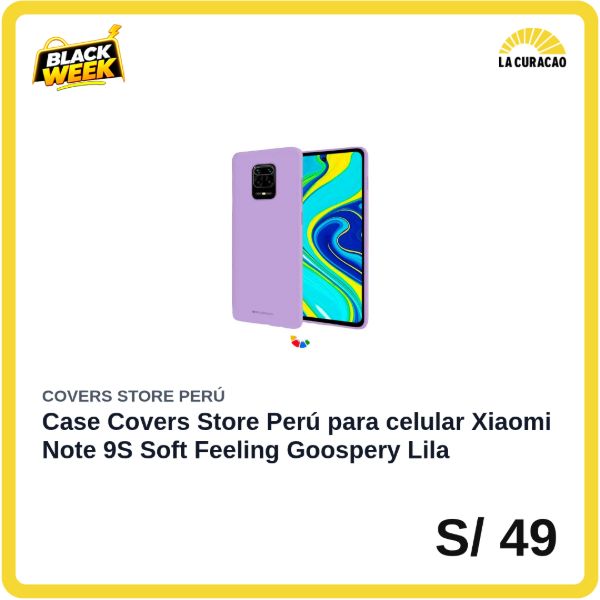 BLACK
WEEK
LA CURACAO
COVERS STORE PERÚ
Case Covers Store Perú para celular Xiaomi
Note 9S Soft Feeling Goospery Lila
S/ 49